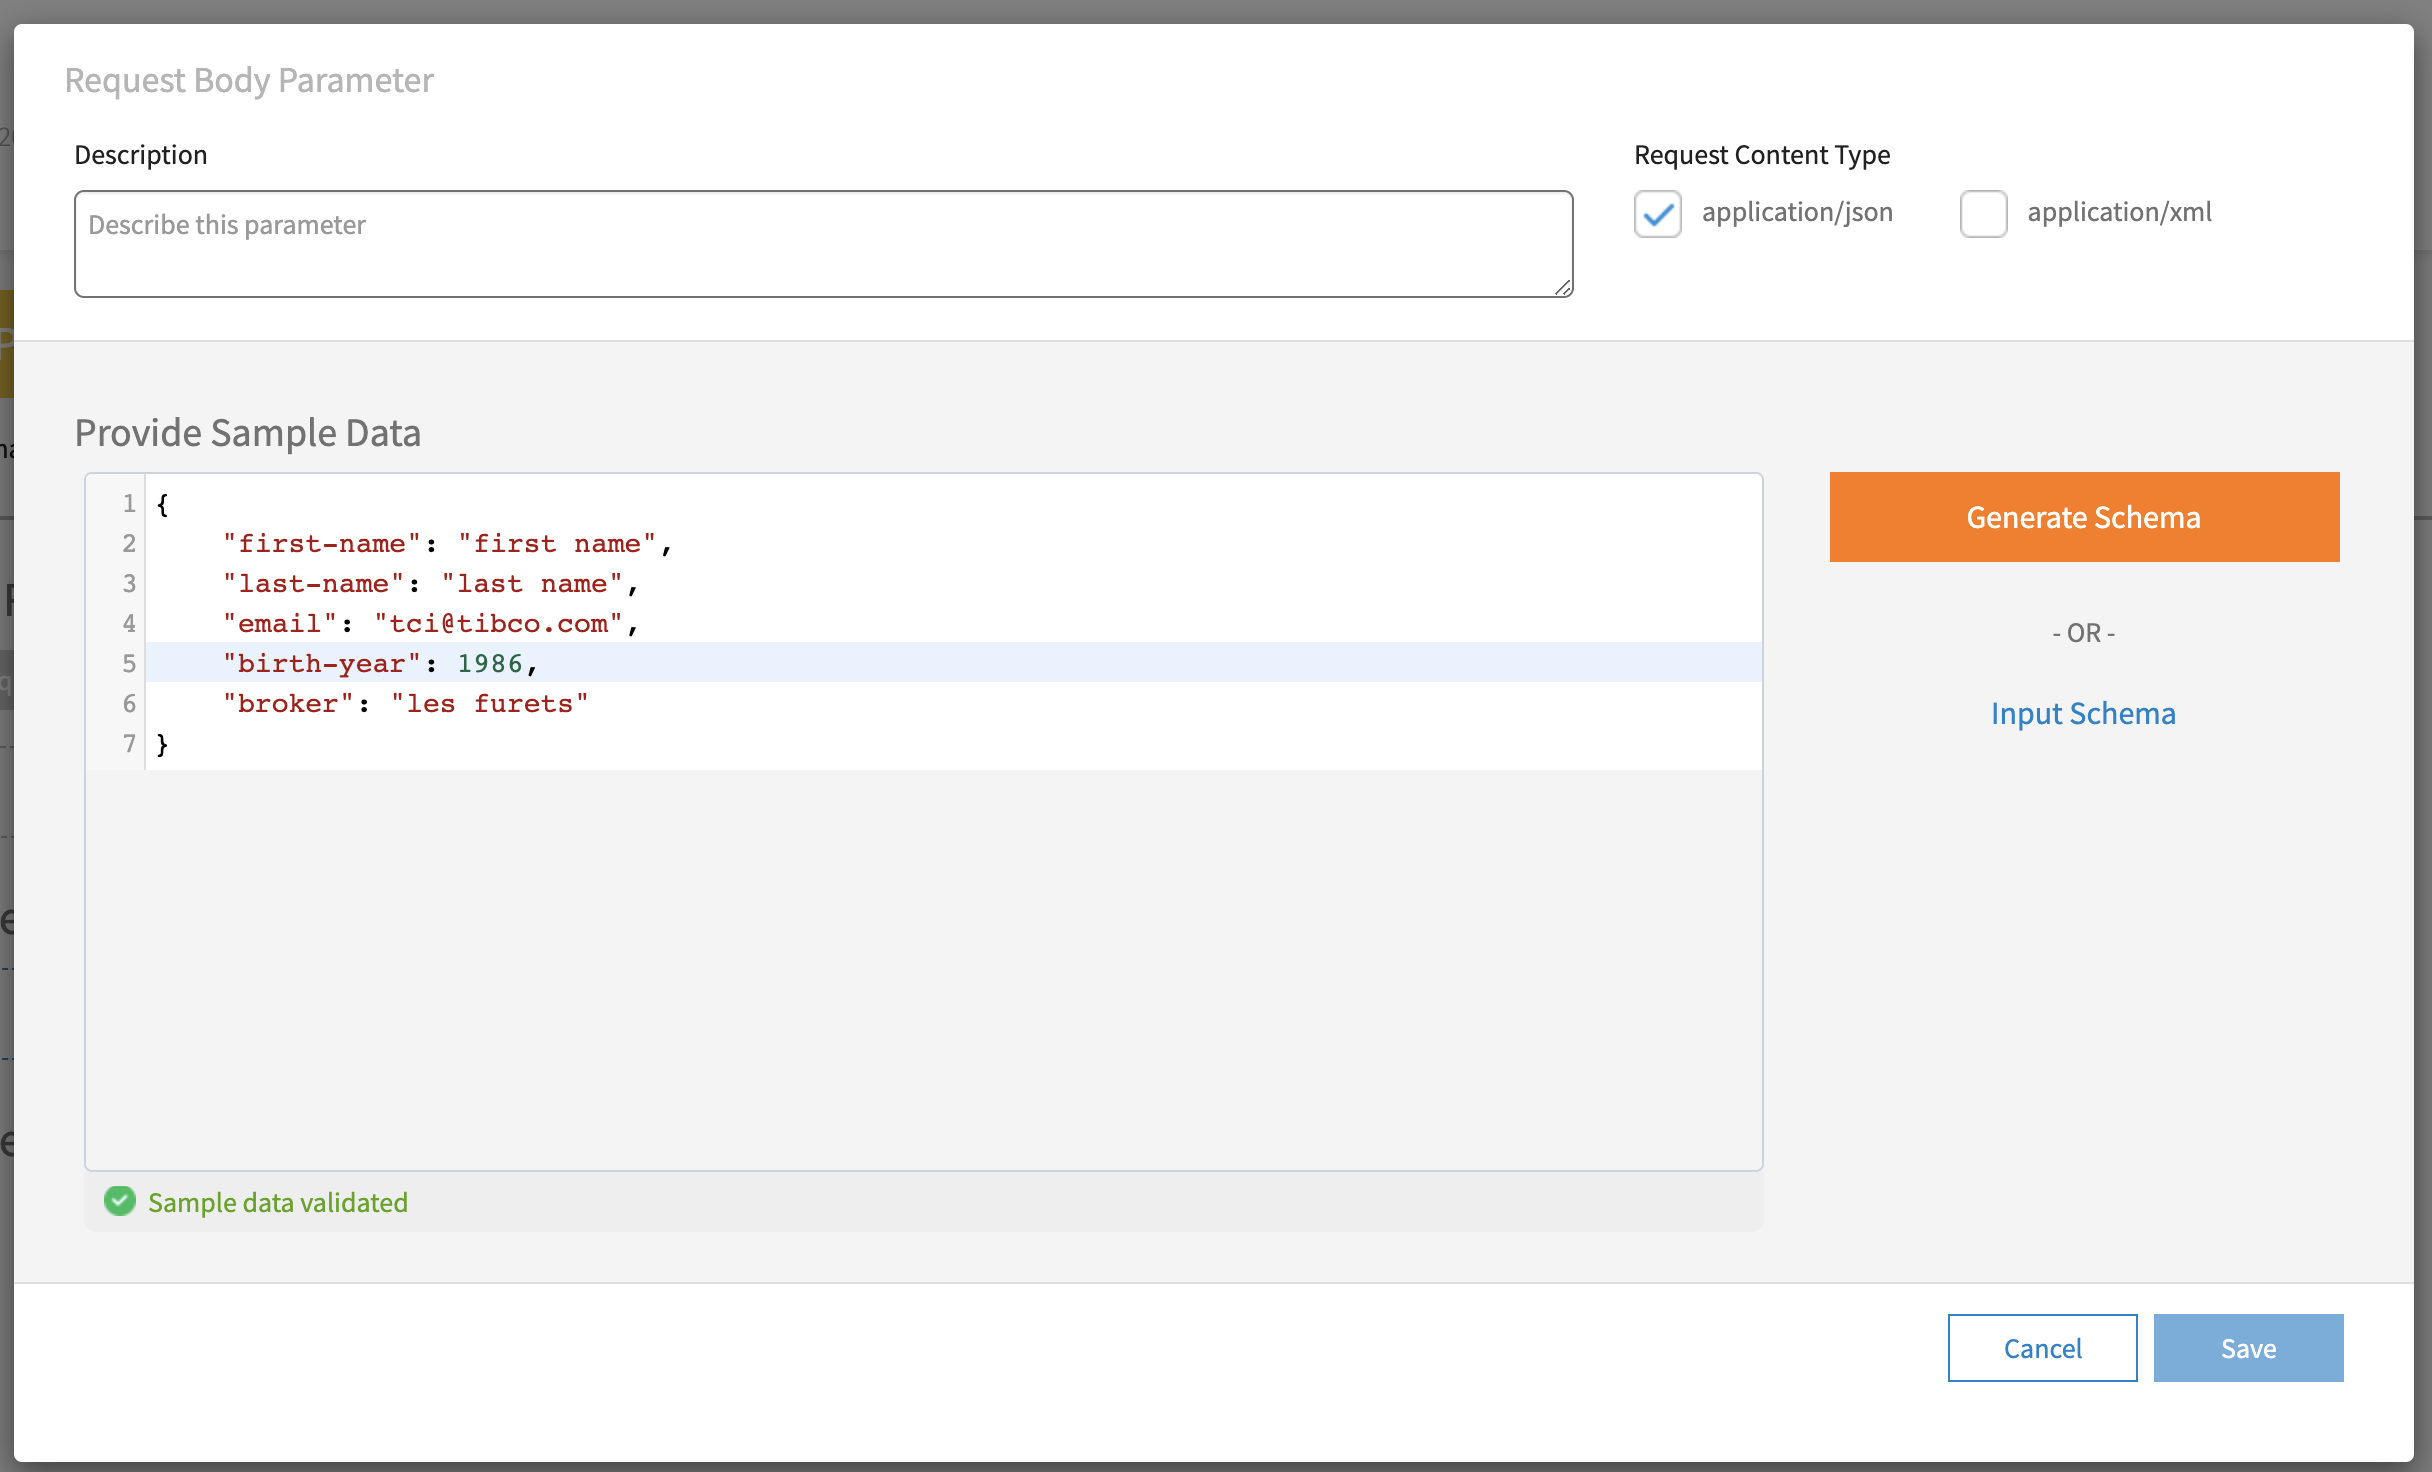 Request Body Parameter
Description
Request Content Type
Describe this parameter
application/json
application/xml
Provide Sample Data
Generate Schema
- OR -
Input Schema
1 {
2 "first-name": "first name",
3 "last-name": "last name",
4 "email": "tci@tibco.com",
5 "birth-year": 1986,
6 "broker": "les furets"
7 }
Sample data validated
Cancel
Save